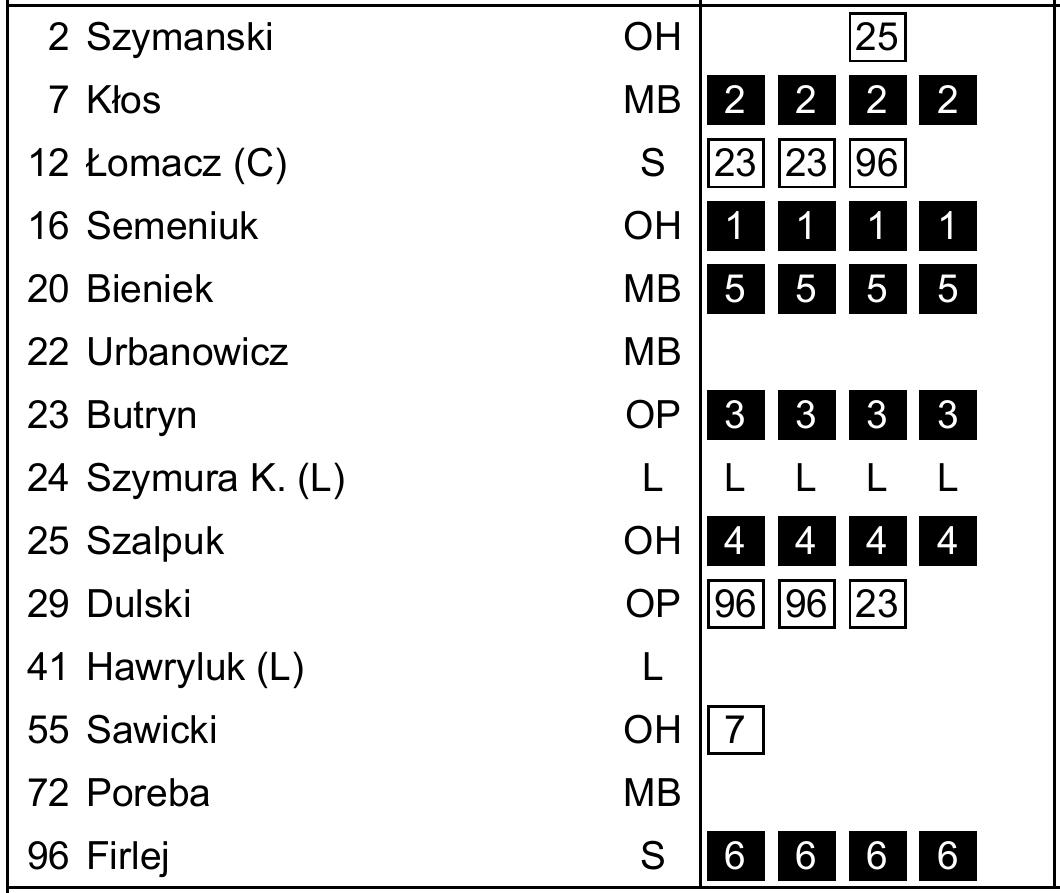 2 Szymanski OH 25
7 Kłos MB 2 2 2 2
12 Łomacz (C) S 23 23 96
16 Semeniuk OH 1 1 1 1
20 Bieniek MB 5 5 5 5
22 Urbanowicz MB
23 Butryn OP 3 3 3 3
24 Szymura K. (L) L L L L L
25 Szalpuk OH 4 4 4 4
29 Dulski OP 96 96 23
41 Hawryluk (L) L
55 Sawicki OH 7
72 Poreba MB
96 Firlej S 6 6 6 6